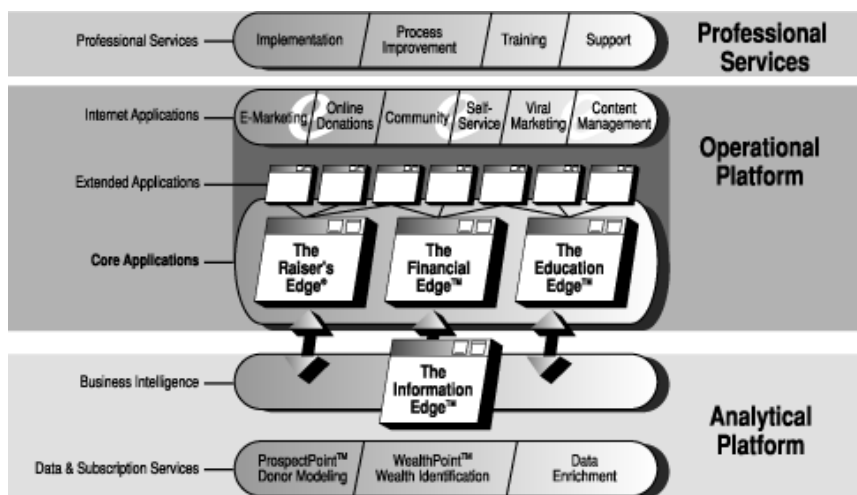 Professional Services
Implementation
Process
Improvement
Training
Support
Professional
Services
Internet Applications
E-Marketing
Online
Donations
Community
Self-
Service
Viral
Marketing
Content
Management
Operational
Platform
Extended Applications
Core Applications
The
Raiser's
Edge®
The
Financial
Edge™
The
Education
Edge™
Business Intelligence
The
Information
Edge™
Analytical
Platform
Data & Subscription Services
ProspectPoint™
Donor Modeling
WealthPoint™
Wealth Identification
Data
Enrichment